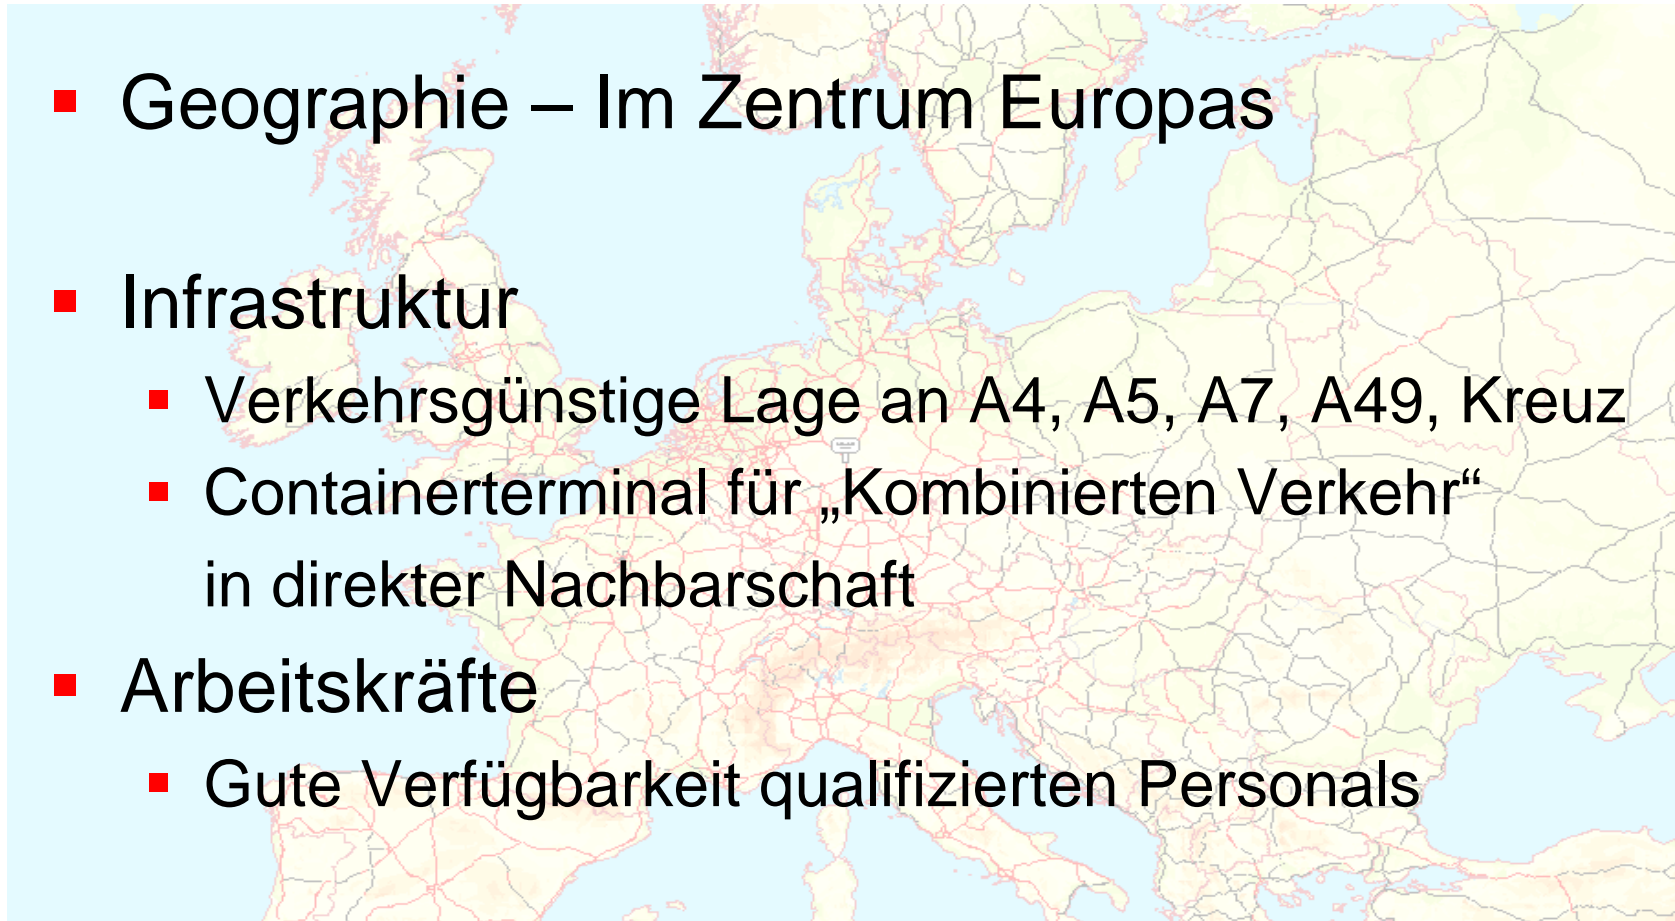 Geographie – Im Zentrum Europas
Infrastruktur
Verkehrsgünstige Lage an A4, A5, A7, A49, Kreuz
Containerterminal für „Kombinierten Verkehr“
in direkter Nachbarschaft
Arbeitskräfte
Gute Verfügbarkeit qualifizierten Personals